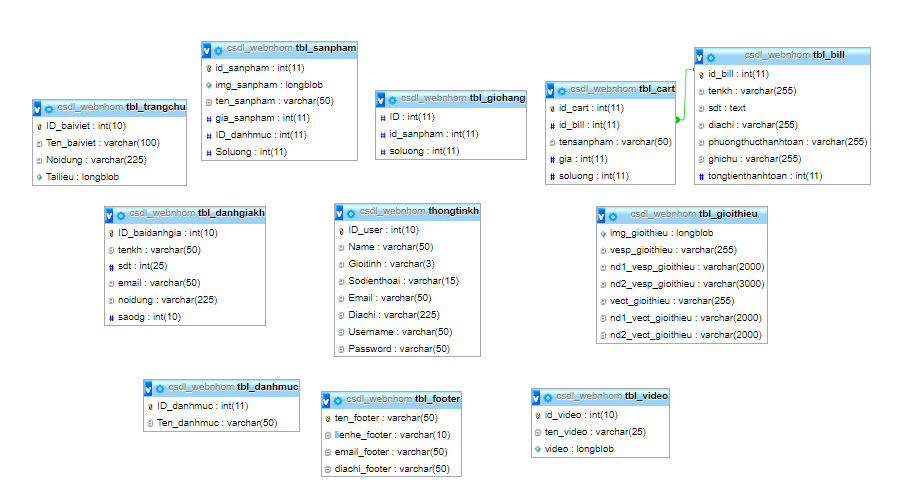 csdl_webnhom tbl_trangchu
ID_baiviet : int(10)
Ten_baiviet : varchar(100)
Noidung : varchar(225)
Tailieu : longblob
csdl_webnhom tbl_sanpham
id_sanpham : int(11)
img_sanpham : longblob
ten_sanpham : varchar(50)
gia_sanpham : int(11)
ID_danhmuc : int(11)
Soluong : int(11)
csdl_webnhom tbl_giohang
ID : int(11)
id_sanpham : int(11)
soluong : int(11)
csdl_webnhom tbl_cart
id_cart : int(11)
id_bill : int(11)
tensanpham : varchar(50)
gia : int(11)
soluong : int(11)
csdl_webnhom tbl_bill
id_bill : int(11)
tenkh : varchar(255)
sdt : text
diachi : varchar(255)
phuongthucthanhtoan : varchar(255)
ghichu : varchar(255)
tongtienthanhtoan : int(11)
csdl_webnhom tbl_danhgiakh
ID_baidanhgia : int(10)
tenkh : varchar(50)
sdt : int(25)
email : varchar(50)
noidung : varchar(225)
saodg : int(10)
csdl_webnhom thongtinkh
ID_user : int(10)
Name : varchar(50)
Gioitinh : varchar(3)
Sodienthoai : varchar(15)
Email : varchar(50)
Diachi : varchar(225)
Username : varchar(50)
Password : varchar(50)
csdl_webnhom tbl_gioithieu
img_gioithieu : longblob
vesp_gioithieu : varchar(255)
nd1_vesp_gioithieu : varchar(2000)
nd2_vesp_gioithieu : varchar(3000)
vect_gioithieu : varchar(255)
nd1_vect_gioithieu : varchar(2000)
nd2_vect_gioithieu : varchar(2000)
csdl_webnhom tbl_danhmuc
ID_danhmuc : int(11)
Ten_danhmuc : varchar(50)
csdl_webnhom tbl_footer
ten_footer : varchar(50)
lienhe_footer : varchar(10)
email_footer : varchar(50)
diachi_footer : varchar(50)
csdl_webnhom tbl_video
id_video : int(10)
ten_video : varchar(25)
video : longblob